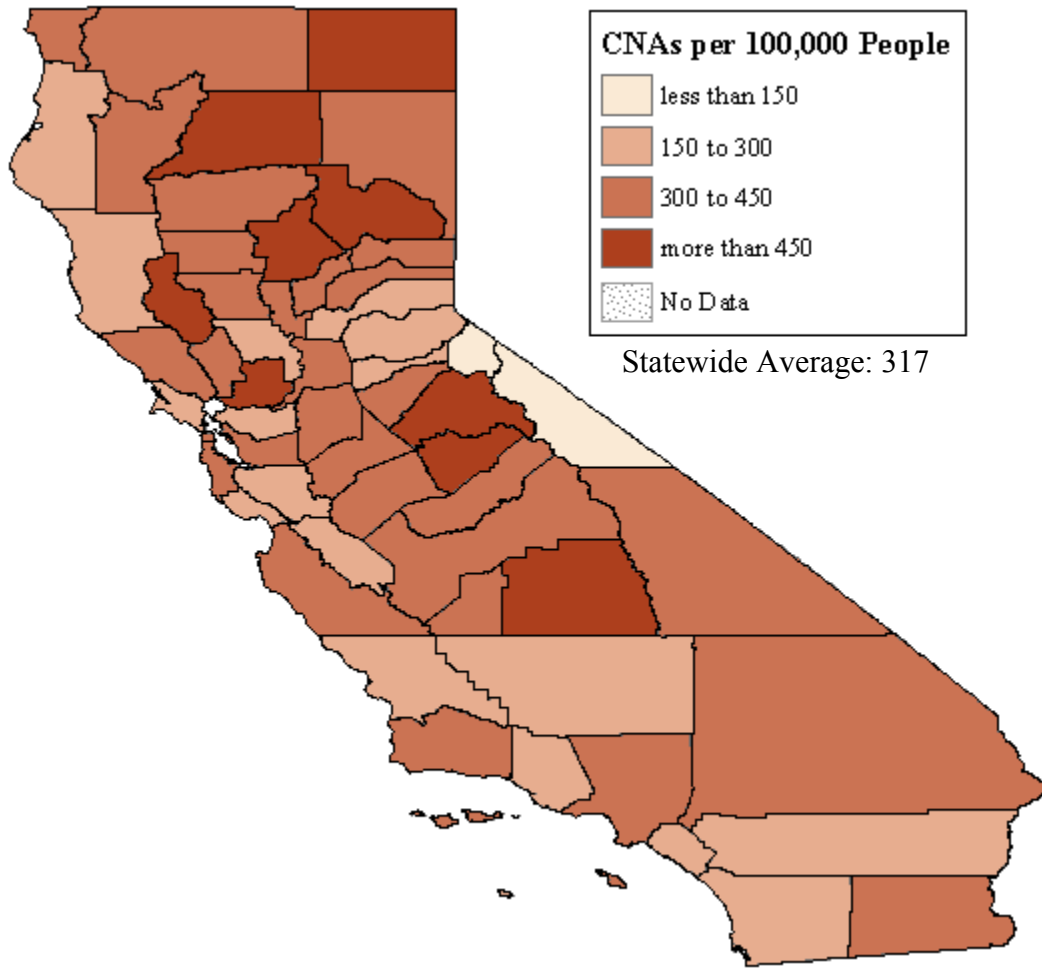 CNAs per 100,000 People
less than 150
150 to 300
300 to 450
more than 450
No Data
Statewide Average: 317